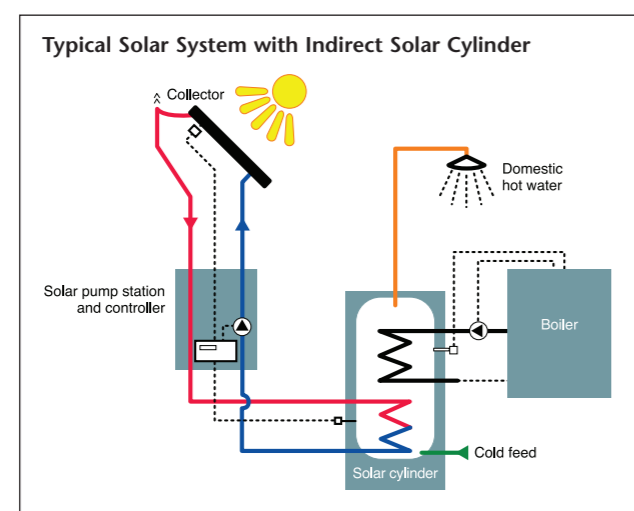 Typical Solar System with Indirect Solar Cylinder
Collector
Domestic
hot water
Solar pump station
and controller
Boiler
Cold feed
Solar cylinder